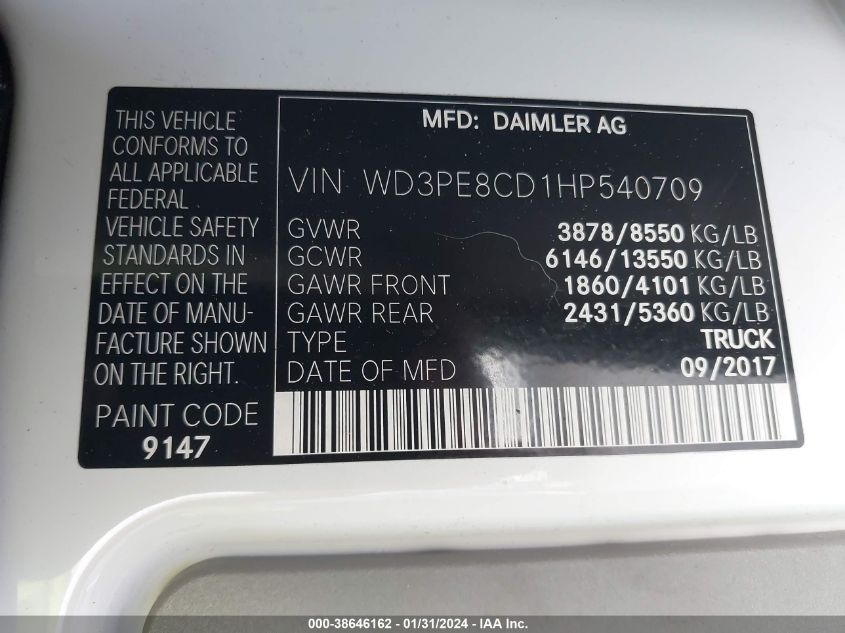 THIS VEHICLE
CONFORMS TO
ALL APPLICABLE
FEDERAL
VEHICLE SAFETY
STANDARDS IN
EFFECT ON THE
DATE OF MANU-
FACTURE SHOWN
ON THE RIGHT.
PAINT CODE
9147
MFD: DAIMLER AG
VIN WD3PE8CD1HP540709
GVWR 3878/8550 KG/LB
GCWR 6146/13550 KG/LB
GAWR FRONT 1860/4101 KG/LB
GAWR REAR 2431/5360 KG/LB
TYPE TRUCK
DATE OF MFD 09/2017
000-38646162 - 01/31/2024 - IAA Inc.